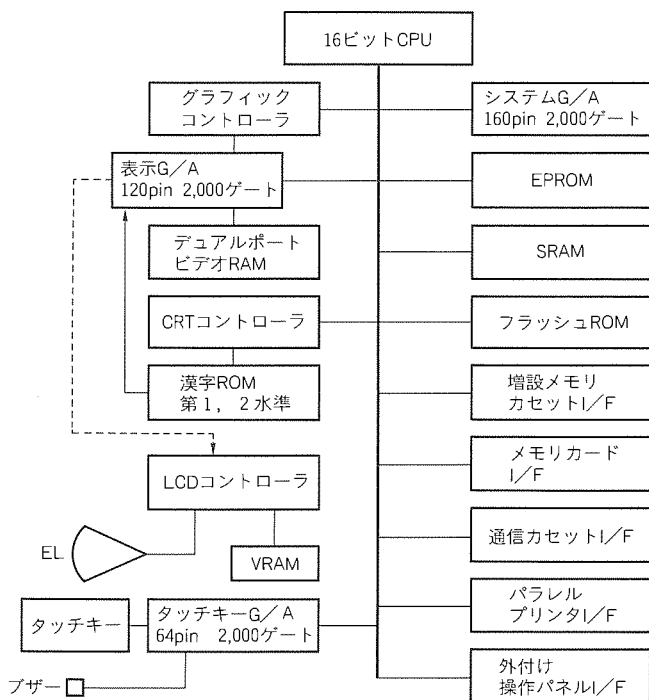 16ビットCPU
グラフィック
コントローラ
システムG／A
160pin 2,000ゲート
表示G／A
120pin 2,000ゲート
EPROM
デュアルポート
ビデオRAM
SRAM
CRTコントローラ
フラッシュROM
漢字ROM
第1，2水準
増設メモリ
カセットI／F
LCDコントローラ
メモリカード
I／F
EL
VRAM
通信カセットI／F
タッチキー
タッチキーG／A
64pin 2,000ゲート
パラレル
プリンタI／F
ブザー
外付け
操作パネルI／F